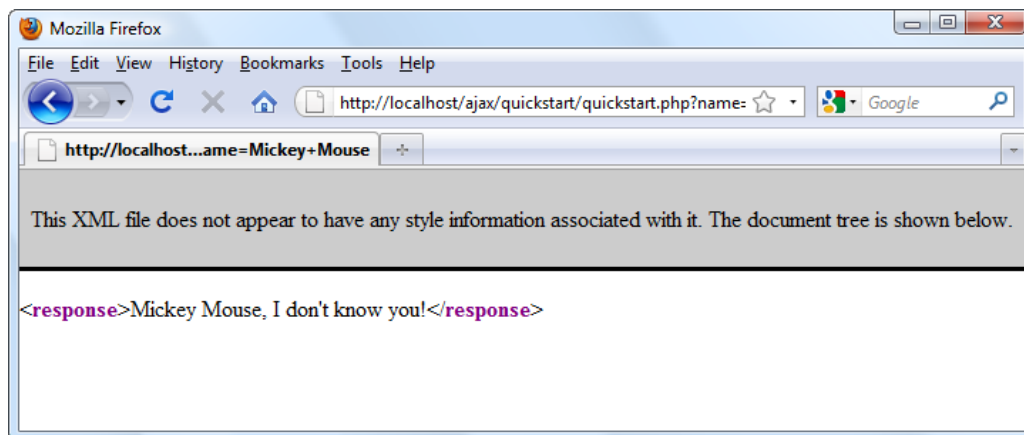 Mozilla Firefox
File Edit View History Bookmarks Tools Help
http://localhost/ajax/quickstart/quickstart.php?name= Google
http://localhost...ame=Mickey+Mouse
This XML file does not appear to have any style information associated with it. The document tree is shown below.
<response>Mickey Mouse, I don't know you!</response>